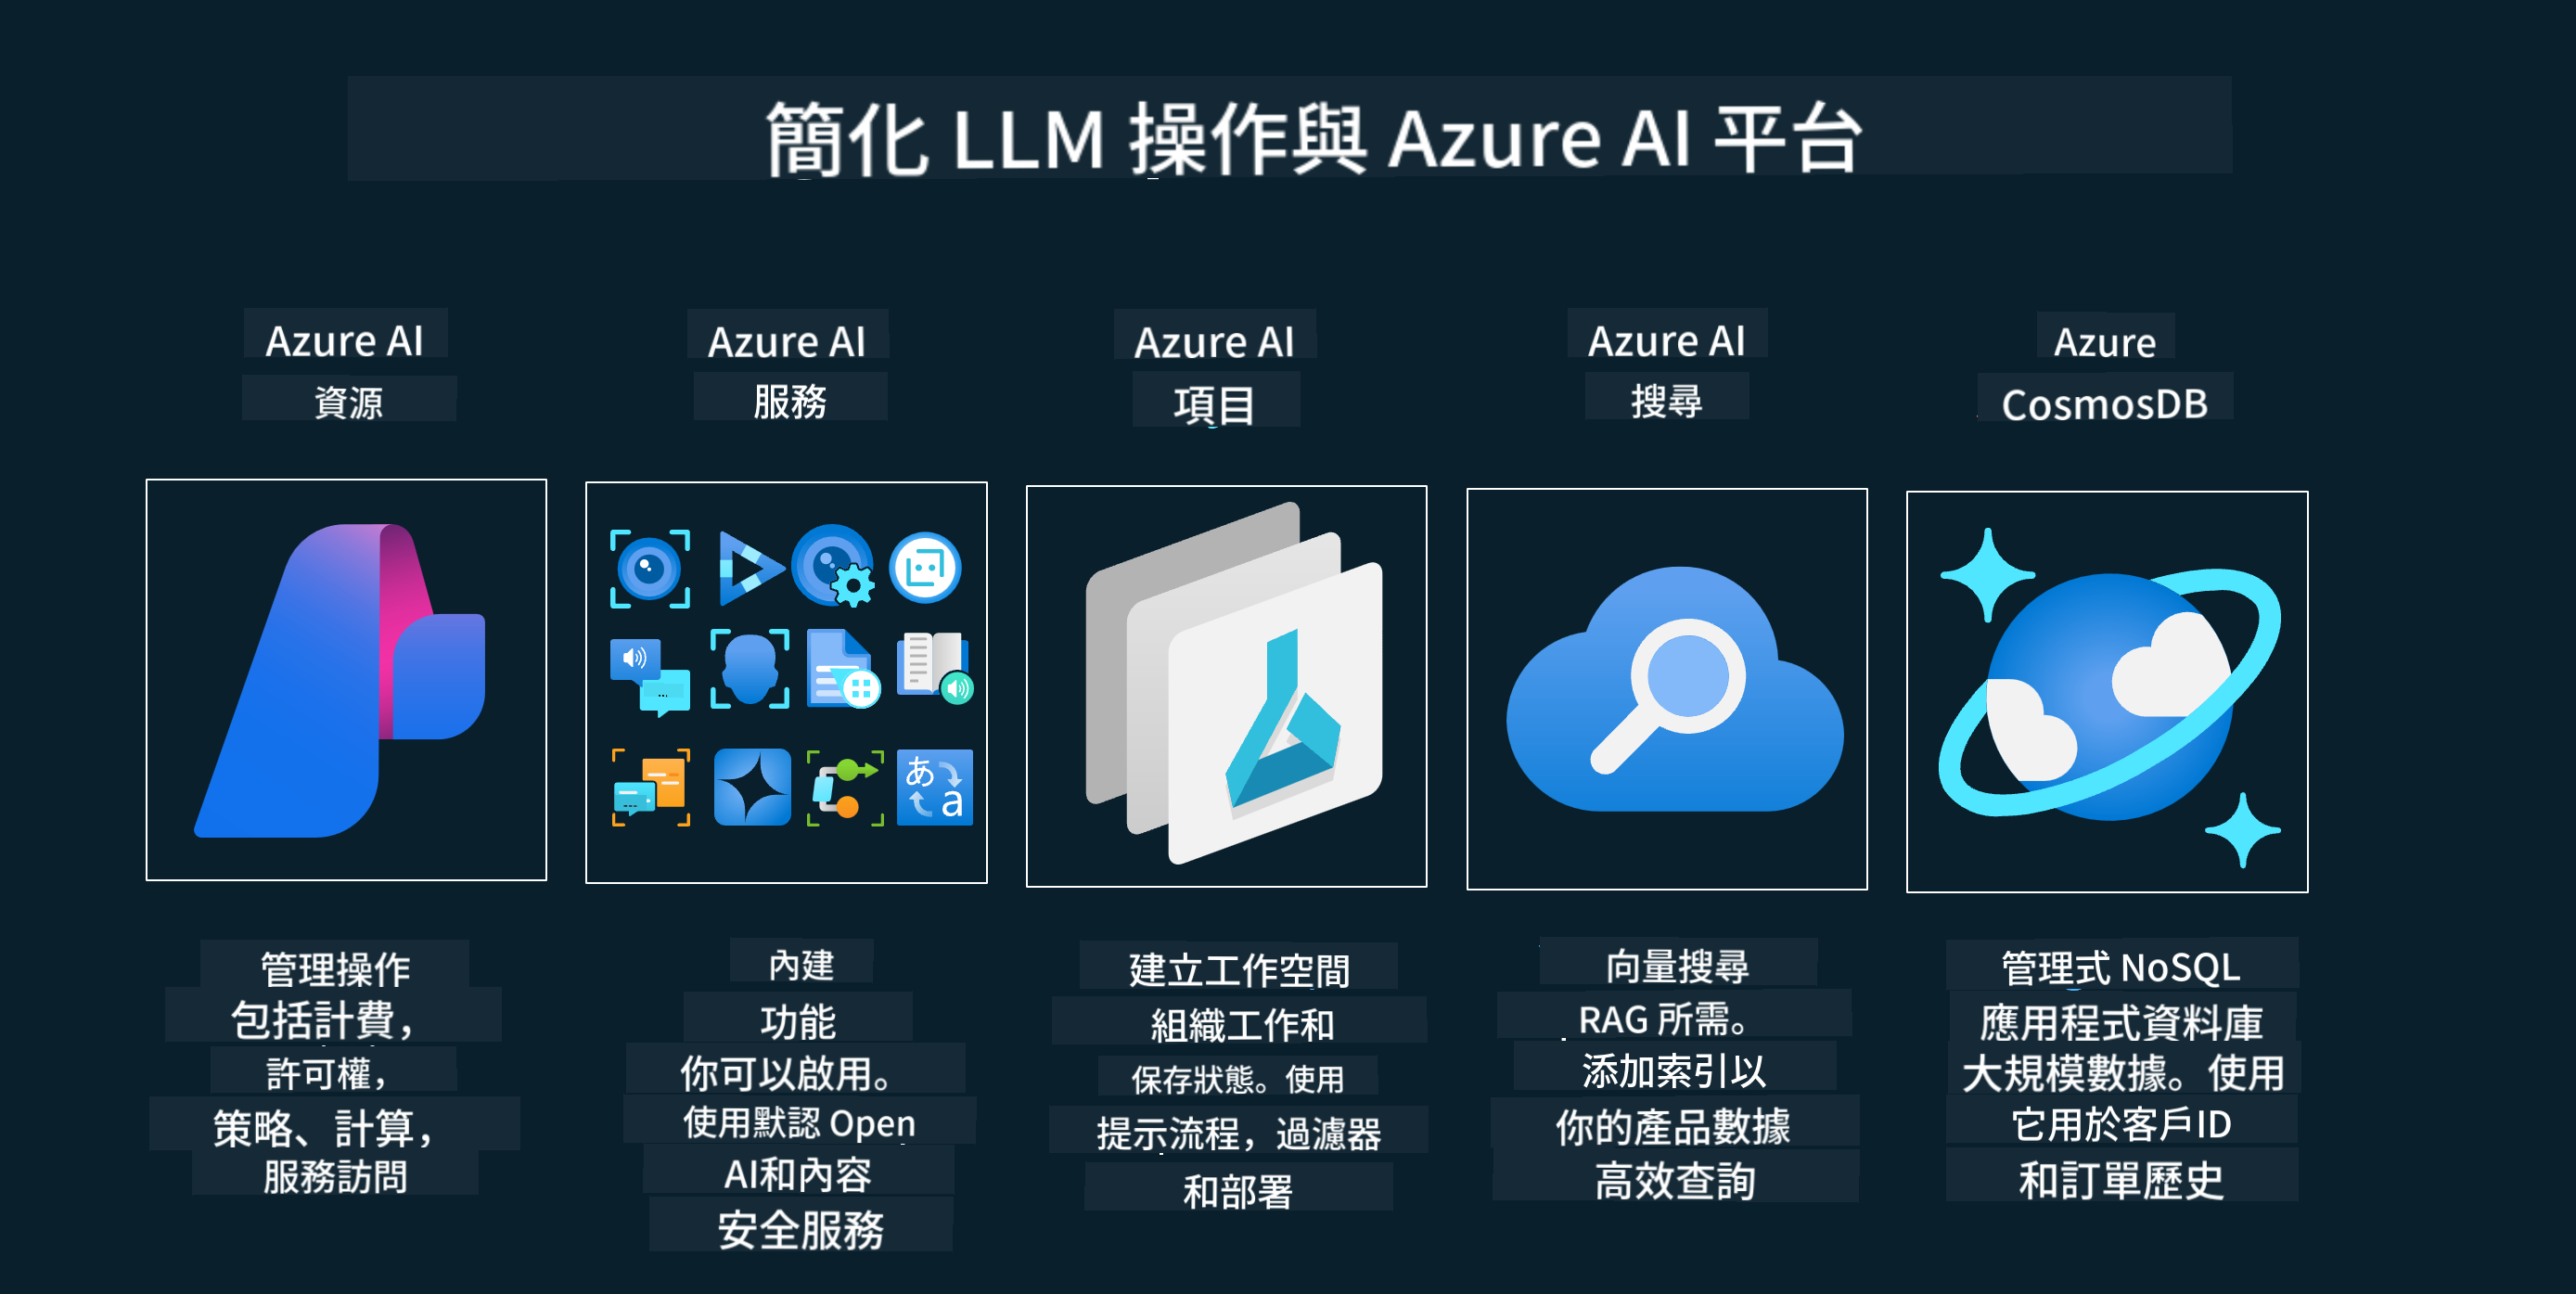 簡化 LLM 操作與 Azure AI 平台
Azure AI
資源
Azure AI
服務
Azure AI
項目
Azure AI
搜尋
Azure
CosmosDB
あ
a
管理操作
包括計費，
許可權，
策略、計算，
服務訪問
內建
功能
你可以啟用。
使用默認 Open
AI和內容
安全服務
建立工作空間
組織工作和
保存狀態。使用
提示流程，過濾器
和部署
向量搜尋
RAG 所需。
添加索引以
你的產品數據
高效查詢
管理式 NoSQL
應用程式資料庫
大規模數據。使用
它用於客戶ID
和訂單歷史